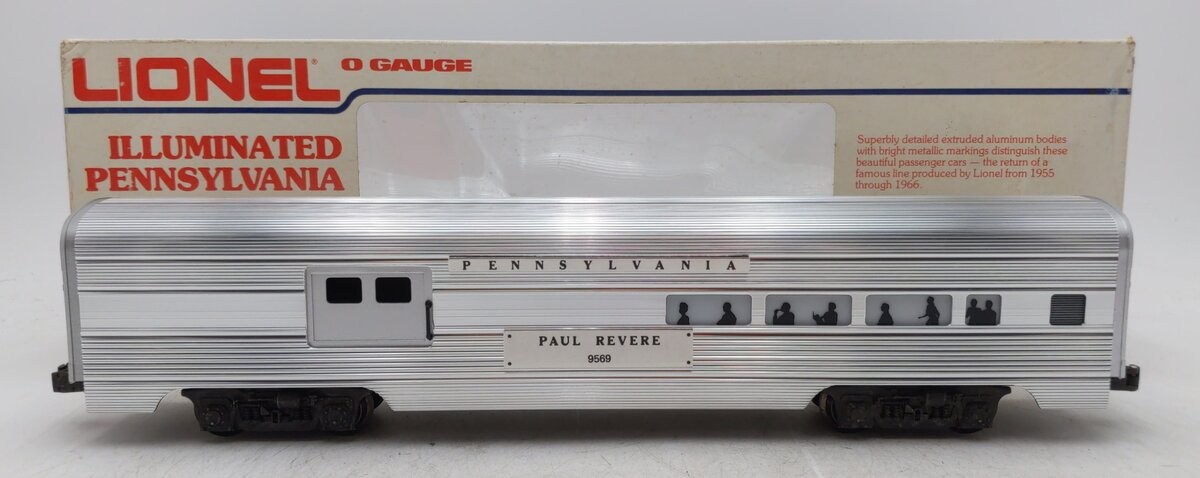 LIONEL® O GAUGE
ILLUMINATED
PENNSYLVANIA
Superbly detailed extruded aluminum bodies
with bright metallic markings distinguish these
beautiful passenger cars — the return of a
famous line produced by Lionel from 1955
through 1966.
PENNSYLVANIA
PAUL REVERE
9569